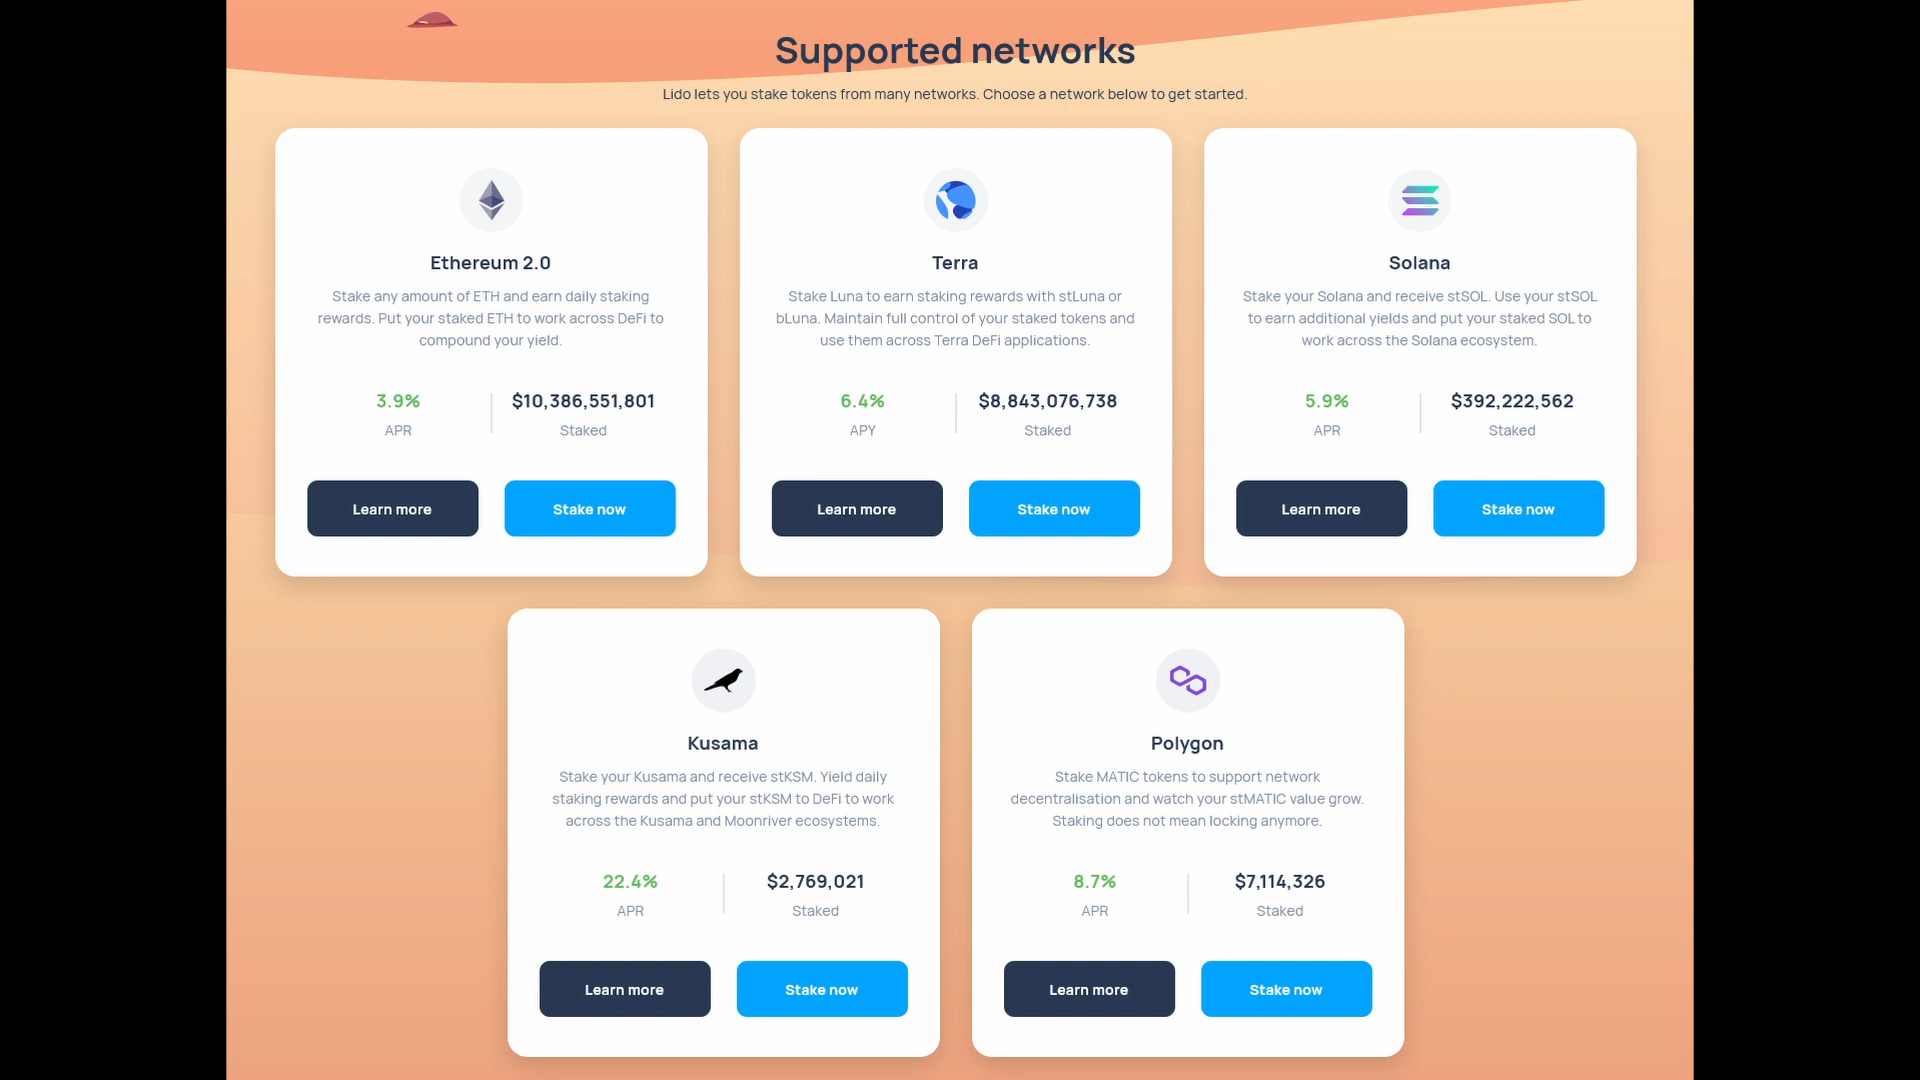 Supported networks
Lido lets you stake tokens from many networks. Choose a network below to get started.
Ethereum 2.0
Stake any amount of ETH and earn daily staking
rewards. Put your staked ETH to work across DeFi to
compound your yield.
3.9%
APR
$10,386,551,801
Staked
Learn more
Stake now
Terra
Stake Luna to earn staking rewards with stLuna or
bLuna. Maintain full control of your staked tokens and
use them across Terra DeFi applications.
6.4%
APY
$8,843,076,738
Staked
Learn more
Stake now
Solana
Stake your Solana and receive stSOL. Use your stSOL
to earn additional yields and put your staked SOL to
work across the Solana ecosystem.
5.9%
APR
$392,222,562
Staked
Learn more
Stake now
Kusama
Stake your Kusama and receive stKSM. Yield daily
staking rewards and put your stKSM to DeFi to work
across the Kusama and Moonriver ecosystems.
22.4%
APR
$2,769,021
Staked
Learn more
Stake now
Polygon
Stake MATIC tokens to support network
decentralisation and watch your stMATIC value grow.
Staking does not mean locking anymore.
8.7%
APR
$7,114,326
Staked
Learn more
Stake now